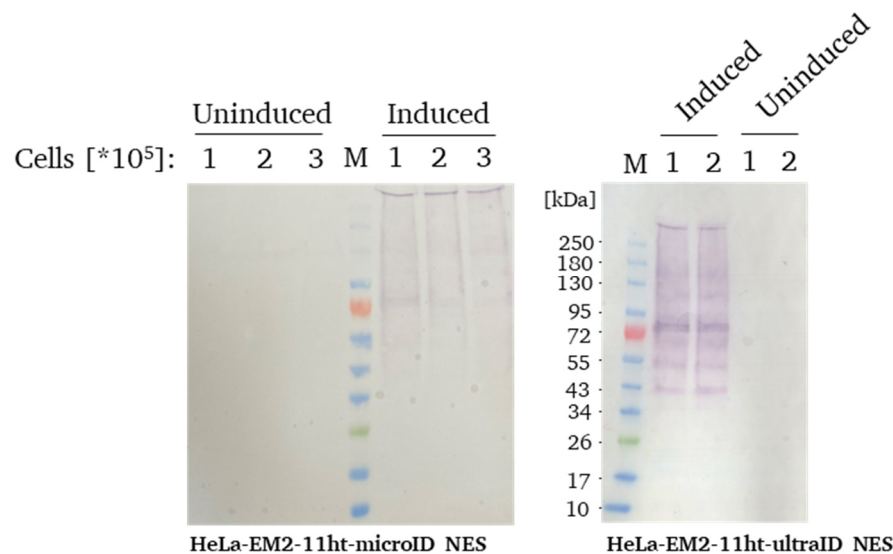 Uninduced Induced
Cells [*10⁵]: 1 2 3 M 1 2 3
HeLa-EM2-11ht-microID NES
Induced Uninduced
M 1 2 1 2
[kDa]
250
180
130
95
72
55
43
34
26
17
10
HeLa-EM2-11ht-ultraID NES